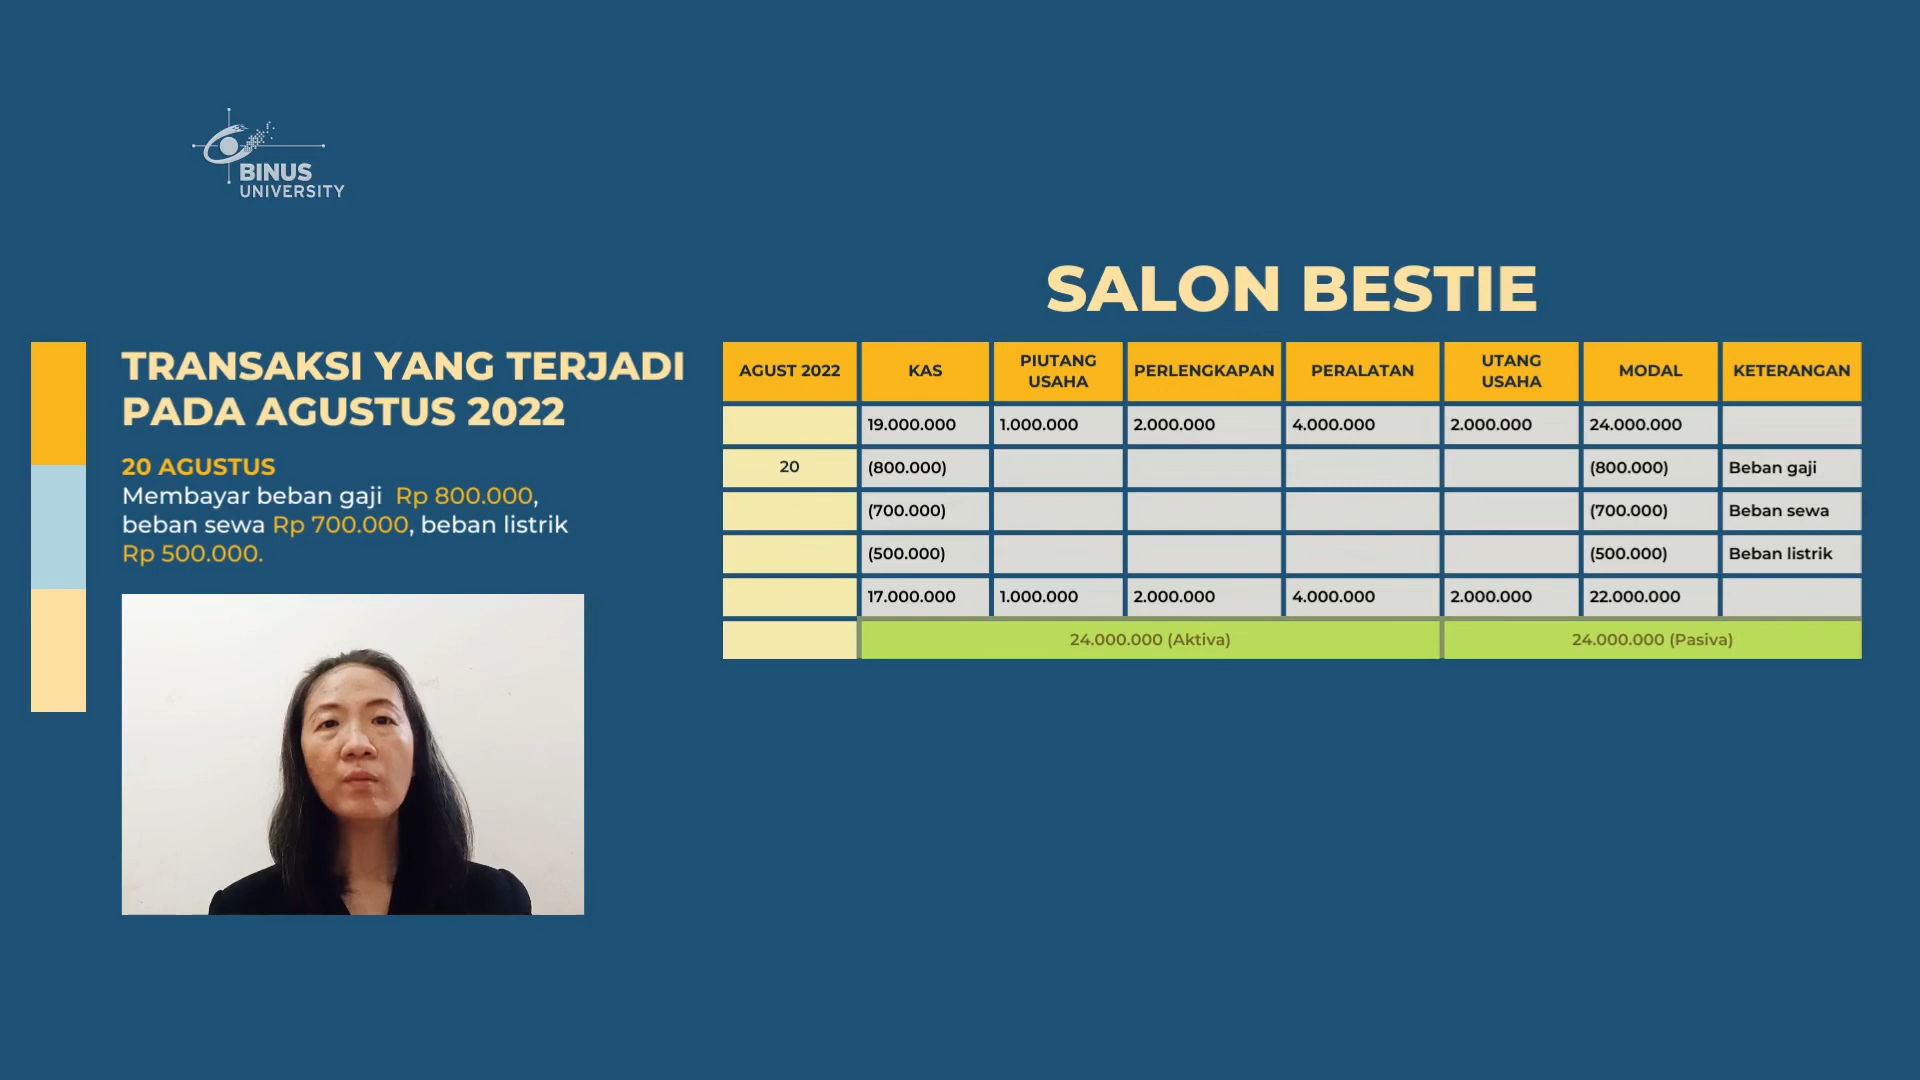 BINUS
UNIVERSITY
SALON BESTIE
TRANSAKSI YANG TERJADI
PADA AGUSTUS 2022
20 AGUSTUS
Membayar beban gaji Rp 800.000,
beban sewa Rp 700.000, beban listrik
Rp 500.000.
AGUST 2022 KAS PIUTANG USAHA PERLENGKAPAN PERALATAN UTANG USAHA MODAL KETERANGAN
19.000.000 1.000.000 2.000.000 4.000.000 2.000.000 24.000.000
20 (800.000) (800.000) Beban gaji
(700.000) (700.000) Beban sewa
(500.000) (500.000) Beban listrik
17.000.000 1.000.000 2.000.000 4.000.000 2.000.000 22.000.000
24.000.000 (Aktiva) 24.000.000 (Pasiva)